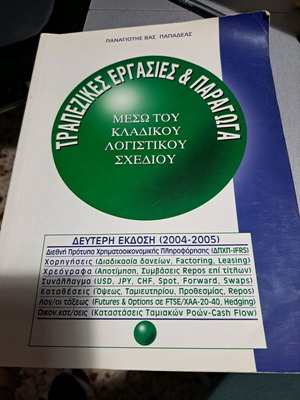 ΠΑΝΑΓΙΩΤΗΣ ΒΑΣ. ΠΑΠΑΔΕΑΣ
ΤΡΑΠΕΖΙΚΕΣ ΕΡΓΑΣΙΕΣ & ΠΑΡΑΓΩΓΑ
ΜΕΣΩ ΤΟΥ
ΚΛΑΔΙΚΟΥ
ΛΟΓΙΣΤΙΚΟΥ
ΣΧΕΔΙΟΥ
ΔΕΥΤΕΡΗ ΕΚΔΟΣΗ (2004-2005)
Διεθνή Πρότυπα Χρηματοοικονομικής Πληροφόρησης (ΔΠΧΠ-IFRS)
Χορηγήσεις (Διαδικασία δανείων, Factoring, Leasing)
Χρεόγραφα (Αποτίμηση, Συμβάσεις Repos επί τίτλων)
Συνάλλαγμα (USD, JPY, CHF, Spot, Forward, Swaps)
Καταθέσεις (Όψεως, Ταμιευτηρίου, Προθεσμίας, Repos)
Λογ/οι τάξεως (Futures & Options σε FTSE/ΧΑΑ-20-40, Hedging)
Οικον.κατ/σεις (Καταστάσεις Ταμιακών Ροών-Cash Flow)